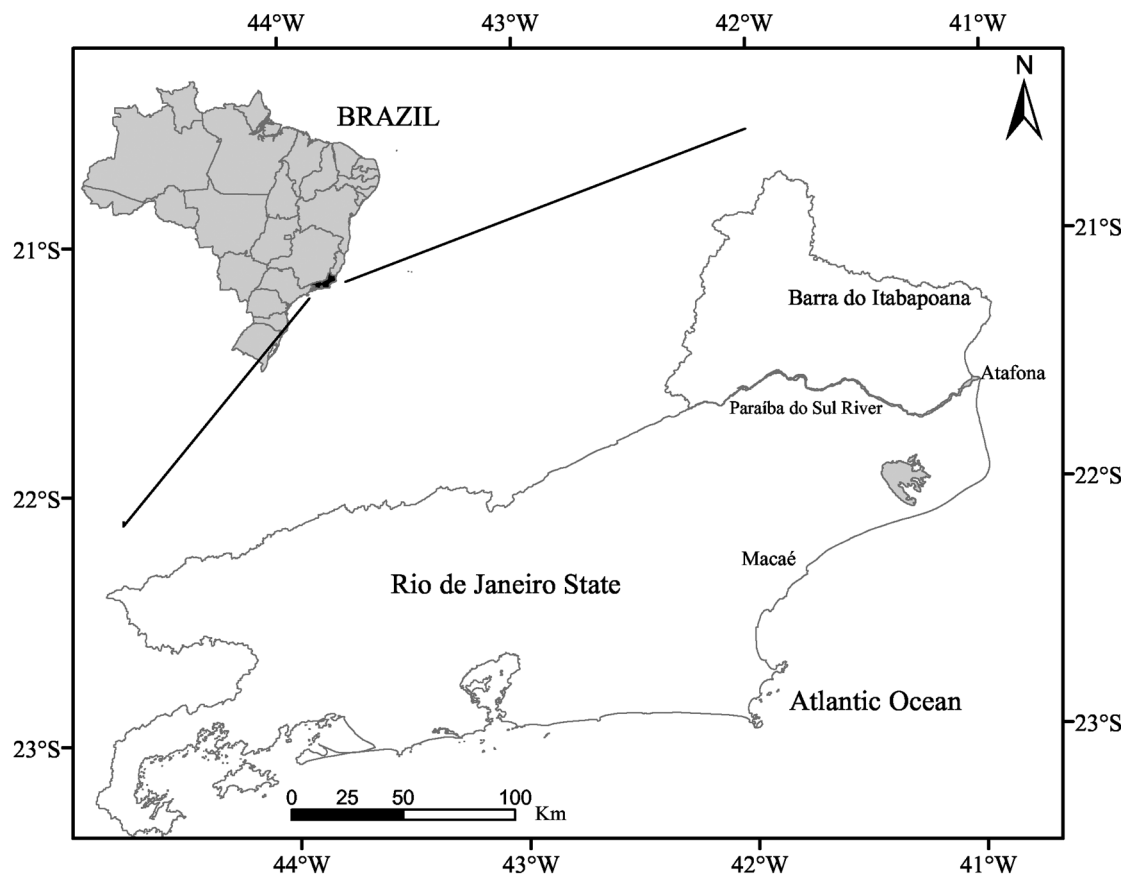 44°W 43°W 42°W 41°W
N
BRAZIL
21°S
21°S
Barra do Itabapoana
Atafona
Paraíba do Sul River
22°S
22°S
Macaé
Rio de Janeiro State
Atlantic Ocean
23°S
23°S
0 25 50 100
Km
44°W 43°W 42°W 41°W